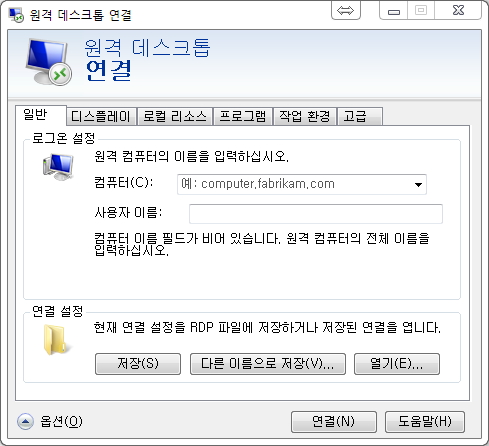 원격 데스크톱 연결
원격 데스크톱
연결
일반 디스플레이 로컬 리소스 프로그램 작업 환경 고급
로그온 설정
원격 컴퓨터의 이름을 입력하십시오.
컴퓨터(C): 예: computer.fabrikam.com
사용자 이름:
컴퓨터 이름 필드가 비어 있습니다. 원격 컴퓨터의 전체 이름을
입력하십시오.
연결 설정
현재 연결 설정을 RDP 파일에 저장하거나 저장된 연결을 엽니다.
저장(S) 다른 이름으로 저장(V)... 열기(E)...
옵션(O) 연결(N) 도움말(H)